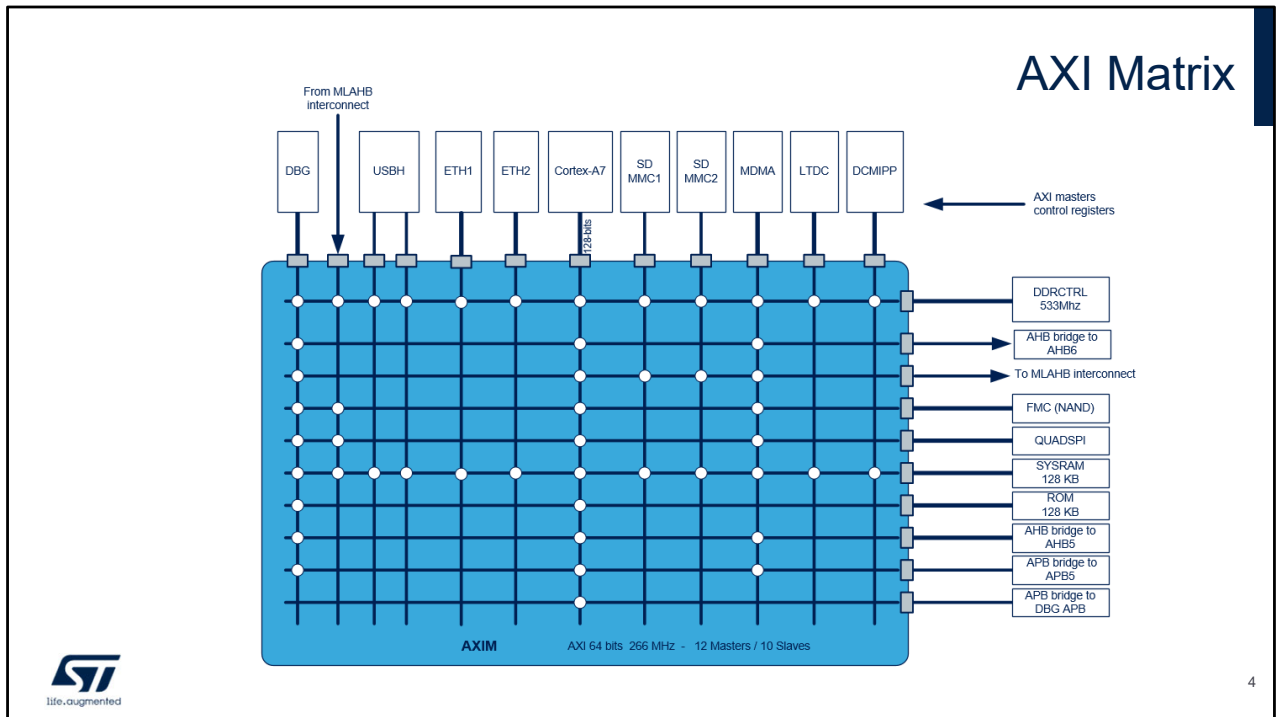 AXI Matrix
From MLAHB
interconnect
DBG
USBH
ETH1
ETH2
Cortex-A7
SD
MMC1
SD
MMC2
MDMA
LTDC
DCMIPP
AXI masters
control registers
128-bits
DDRCTRL
533Mhz
AHB bridge to
AHB6
To MLAHB interconnect
FMC (NAND)
QUADSPI
SYSRAM
128 KB
ROM
128 KB
AHB bridge to
AHB5
APB bridge to
APB5
APB bridge to
DBG APB
AXIM
AXI 64 bits 266 MHz - 12 Masters / 10 Slaves
ST
life.augmented
4